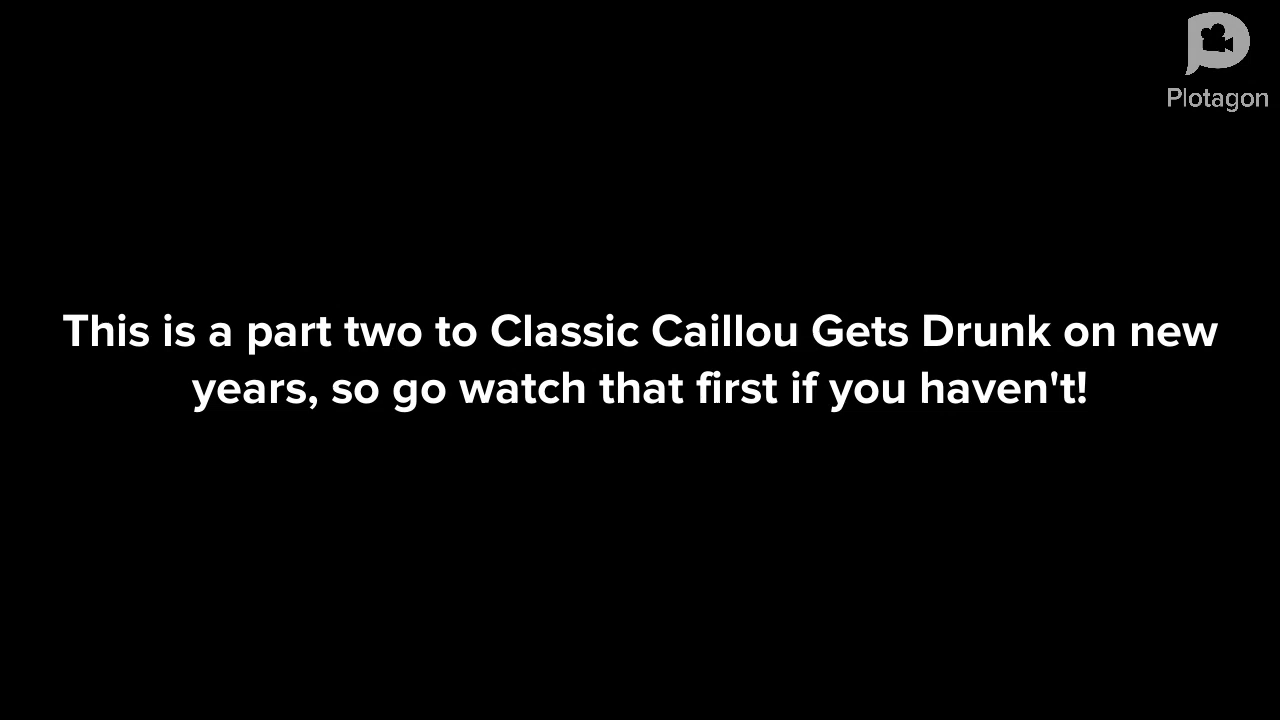 Plotagon
This is a part two to Classic Caillou Gets Drunk on new
years, so go watch that first if you haven't!